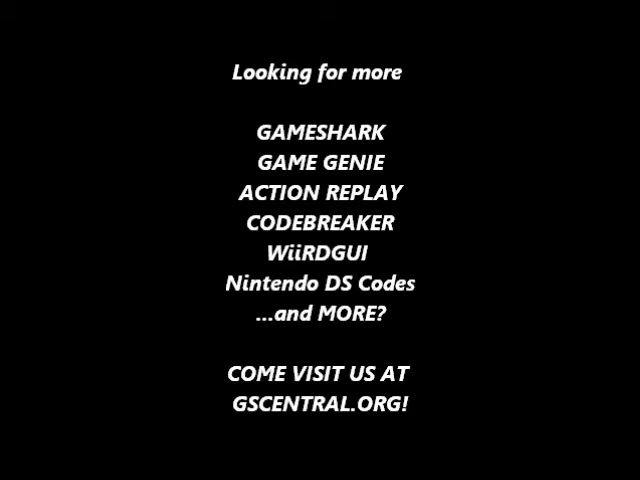 Looking for more
GAMESHARK
GAME GENIE
ACTION REPLAY
CODEBREAKER
WiiRDGUI
Nintendo DS Codes
...and MORE?
COME VISIT US AT
GSCENTRAL.ORG!